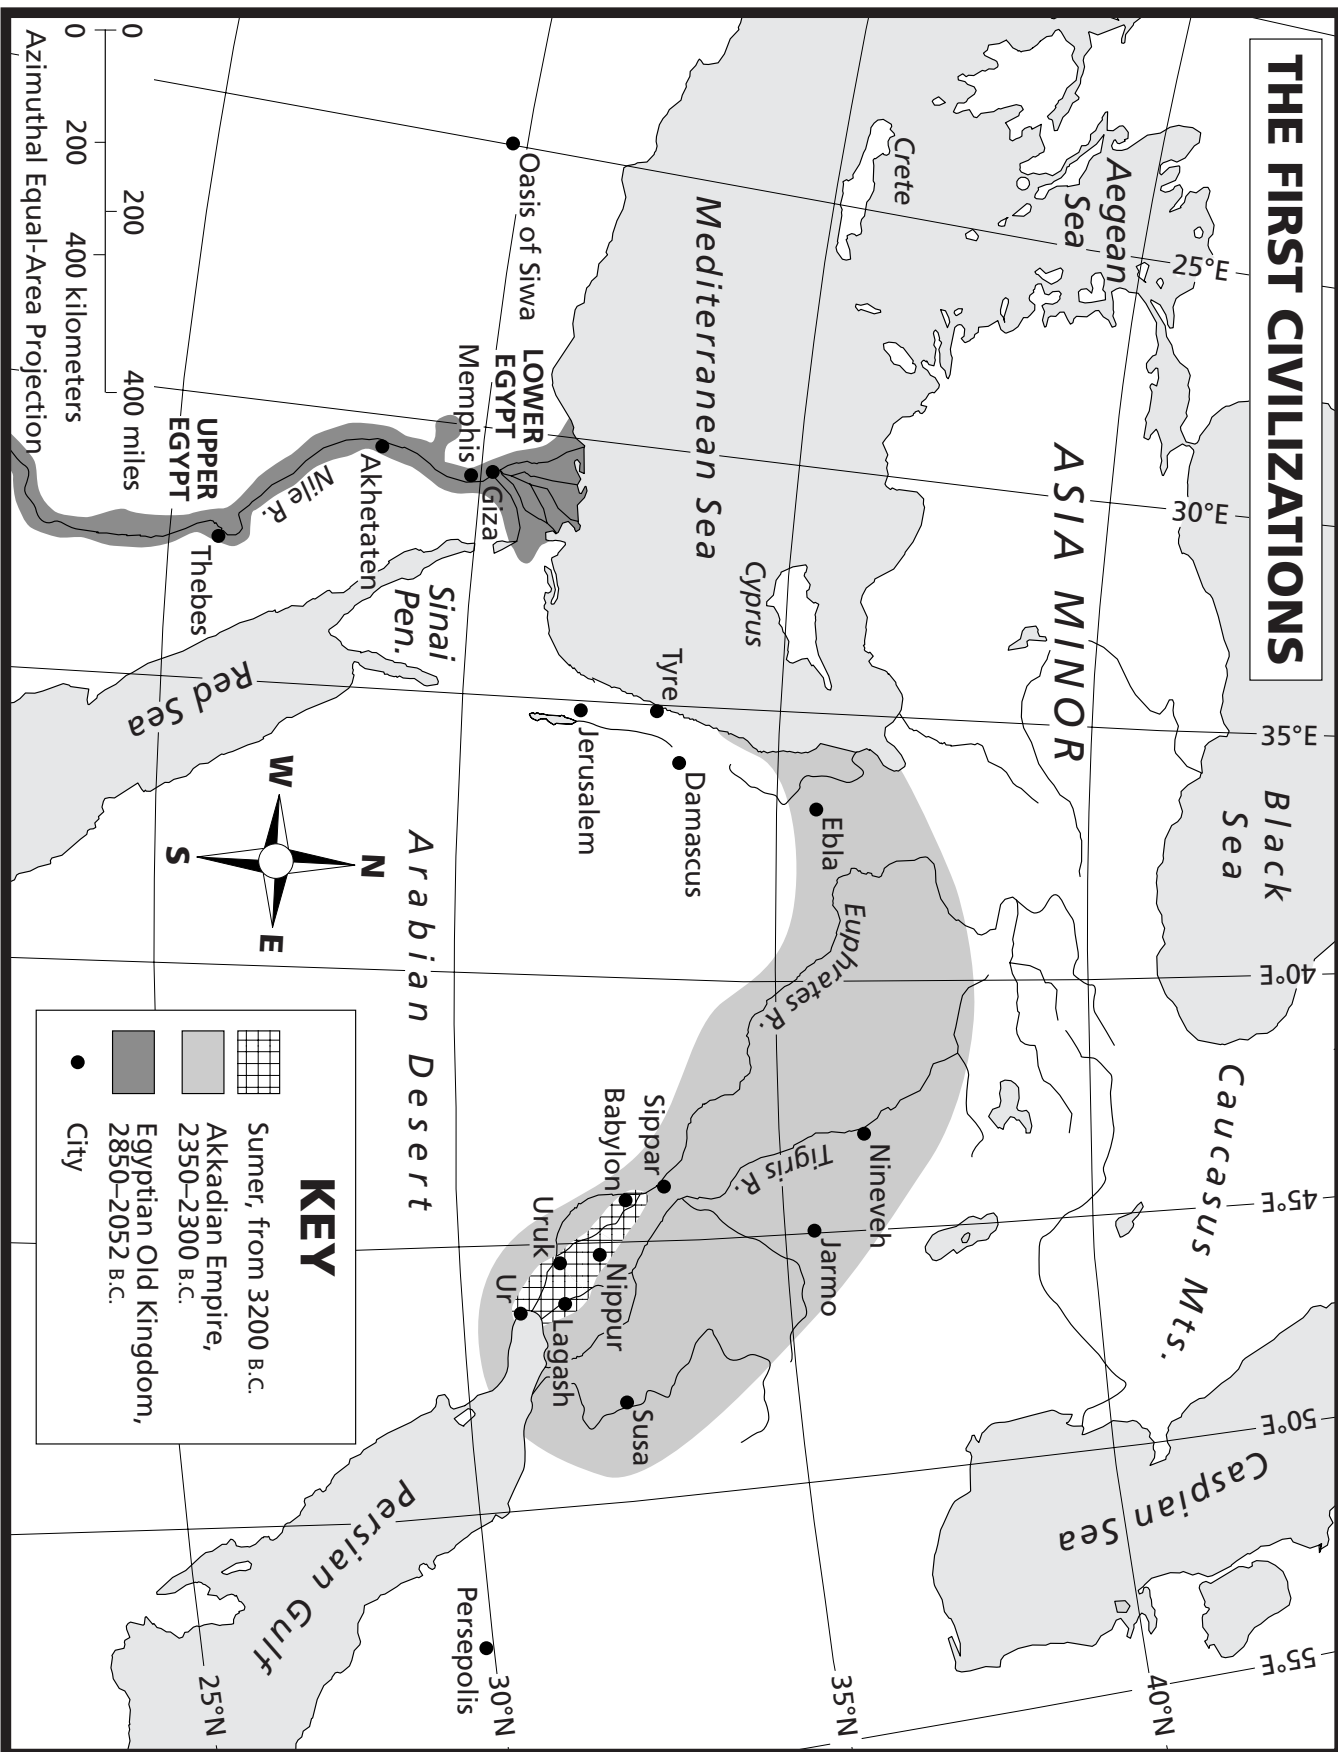 THE FIRST CIVILIZATIONS
25°E
30°E
35°E
40°E
45°E
50°E
55°E
Aegean
Sea
Black
Sea
Caucasus Mts.
Caspian Sea
ASIA MINOR
Crete
Cyprus
Mediterranean Sea
40°N
35°N
30°N
25°N
Ebla
Euphrates R.
Nineveh
Tigris R.
Jarmo
Tyre
Damascus
Jerusalem
Sippar
Babylon
Nippur
Uruk
Lagash
Ur
Susa
Persepolis
Persian Gulf
Oasis of Siwa
LOWER
EGYPT
Memphis
Giza
Akhetaten
Nile R.
UPPER
EGYPT
Thebes
Sinai
Pen.
Red Sea
Arabian Desert
N
W
E
S
KEY
Sumer, from 3200 B.C.
Akkadian Empire,
2350–2300 B.C.
Egyptian Old Kingdom,
2850–2052 B.C.
City
0 200 400 miles
0 200 400 kilometers
Azimuthal Equal-Area Projection